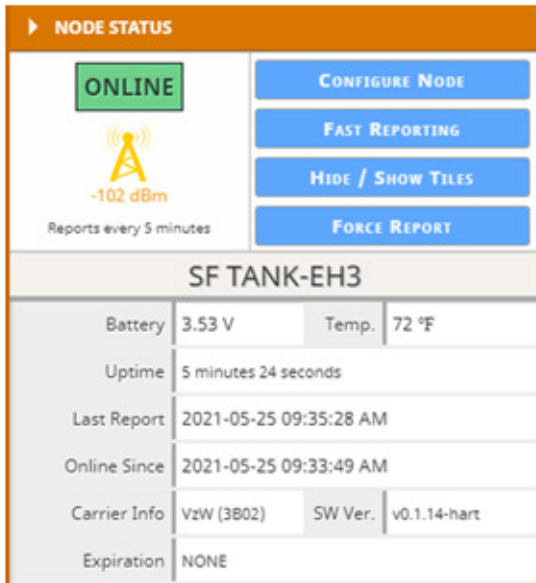 NODE STATUS
ONLINE
-102 dBm
Reports every 5 minutes
CONFIGURE NODE
FAST REPORTING
HIDE / SHOW TILES
FORCE REPORT
SF TANK-EH3
Battery 3.53 V Temp. 72 °F
Uptime 5 minutes 24 seconds
Last Report 2021-05-25 09:35:28 AM
Online Since 2021-05-25 09:33:49 AM
Carrier Info VzW (3B02) SW Ver. v0.1.14-hart
Expiration NONE